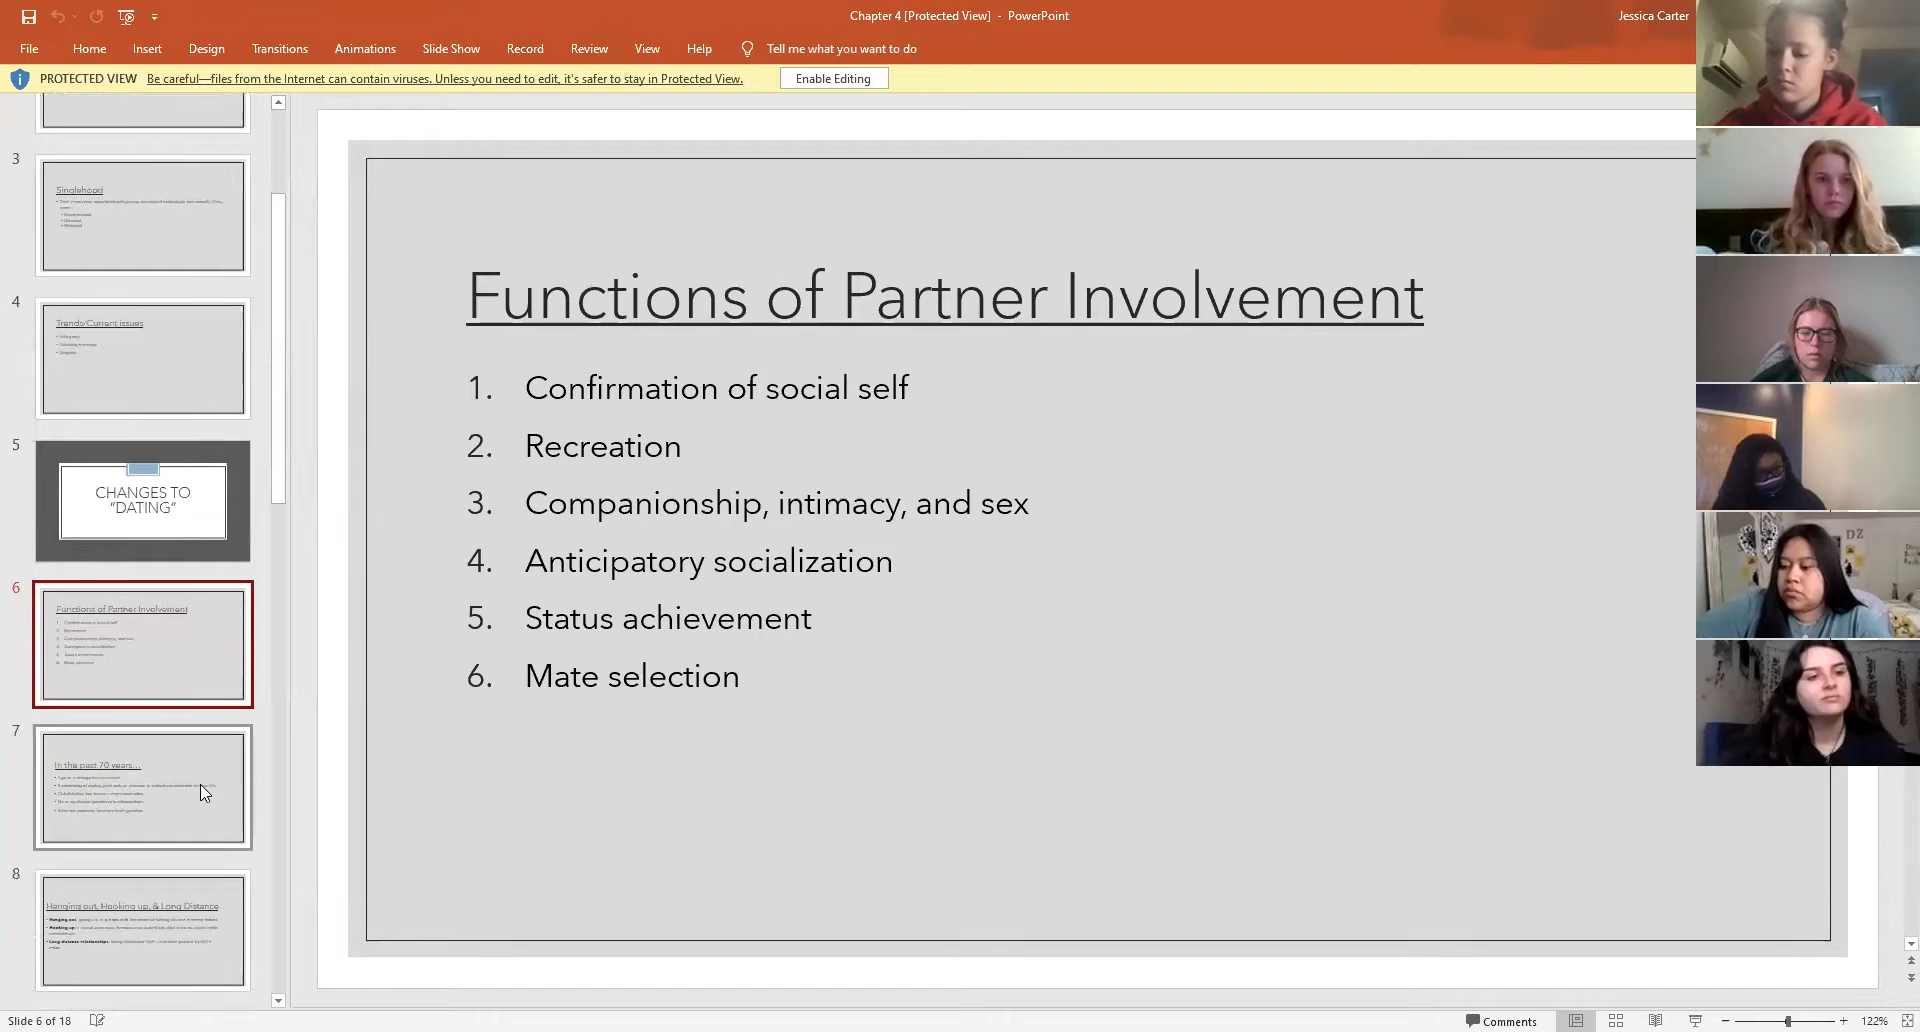 Chapter 4 [Protected View] - PowerPoint
Jessica Carter
File Home Insert Design Transitions Animations Slide Show Record Review View Help Tell me what you want to do
PROTECTED VIEW Be careful—files from the Internet can contain viruses. Unless you need to edit, it's safer to stay in Protected View. Enable Editing
3
Singlehood
4
Trends/Current issues
5
CHANGES TO
“DATING”
6
Functions of Partner Involvement
7
In the past 70 years...
8
Hanging out, Hooking up, & Long Distance
Functions of Partner Involvement
1. Confirmation of social self
2. Recreation
3. Companionship, intimacy, and sex
4. Anticipatory socialization
5. Status achievement
6. Mate selection
DZ
Slide 6 of 18
Comments
122%